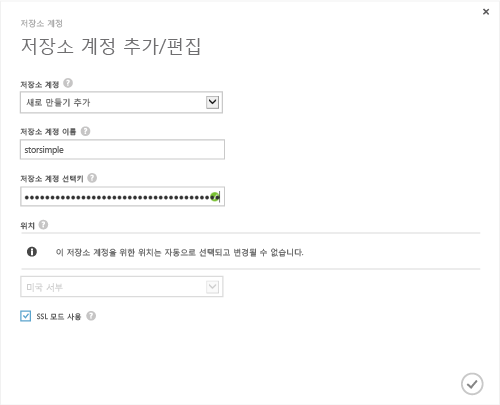 저장소 계정
저장소 계정 추가/편집
저장소 계정 ?
새로 만들기 추가
저장소 계정 이름 ?
storsimple
저장소 계정 선택키 ?
위치 ?
이 저장소 계정을 위한 위치는 자동으로 선택되고 변경될 수 없습니다.
미국 서부
SSL 모드 사용 ?